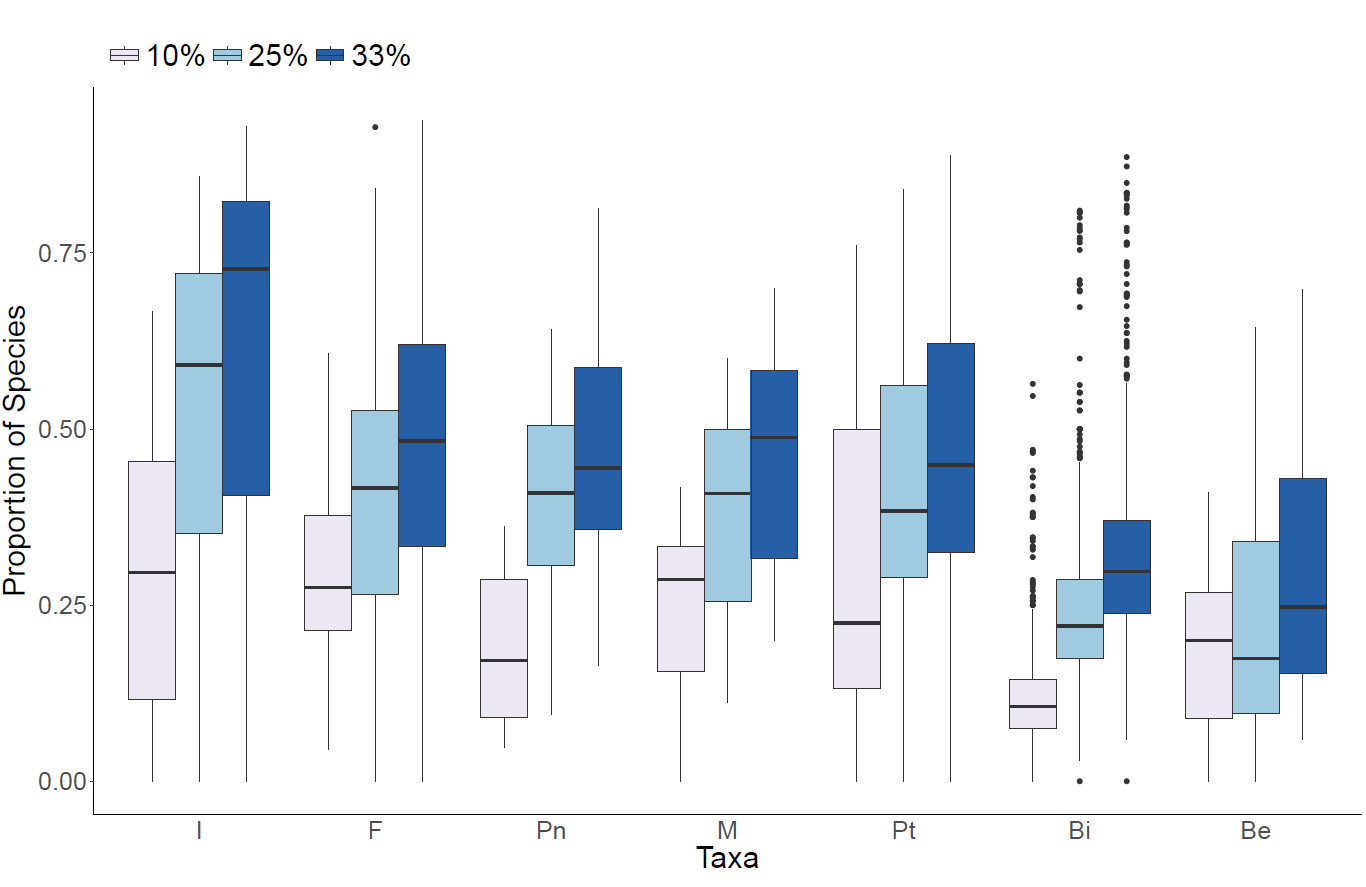 10% 25% 33%
Proportion of Species
0.75
0.50
0.25
0.00
I F Pn M Pt Bi Be
Taxa